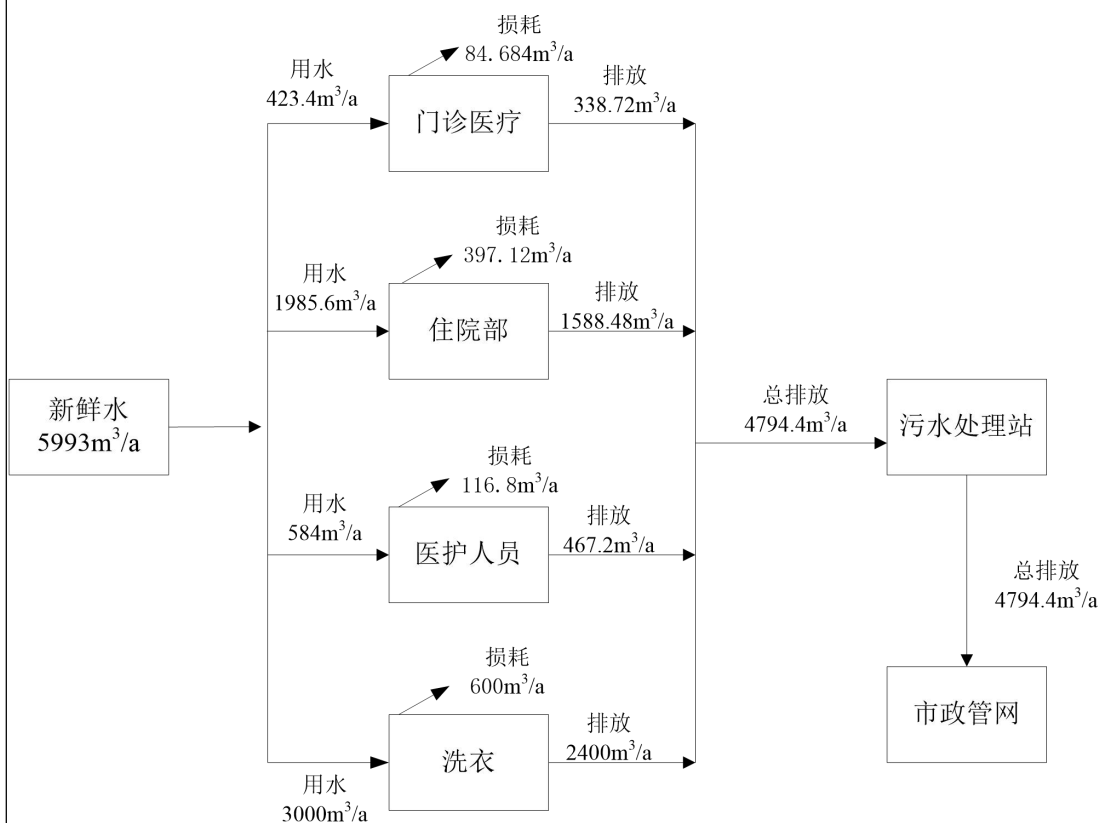 损耗
84.684m³/a
用水
423.4m³/a
门诊医疗
排放
338.72m³/a
损耗
397.12m³/a
用水
1985.6m³/a
住院部
排放
1588.48m³/a
新鲜水
5993m³/a
总排放
4794.4m³/a
污水处理站
损耗
116.8m³/a
用水
584m³/a
医护人员
排放
467.2m³/a
总排放
4794.4m³/a
损耗
600m³/a
用水
3000m³/a
洗衣
排放
2400m³/a
市政管网